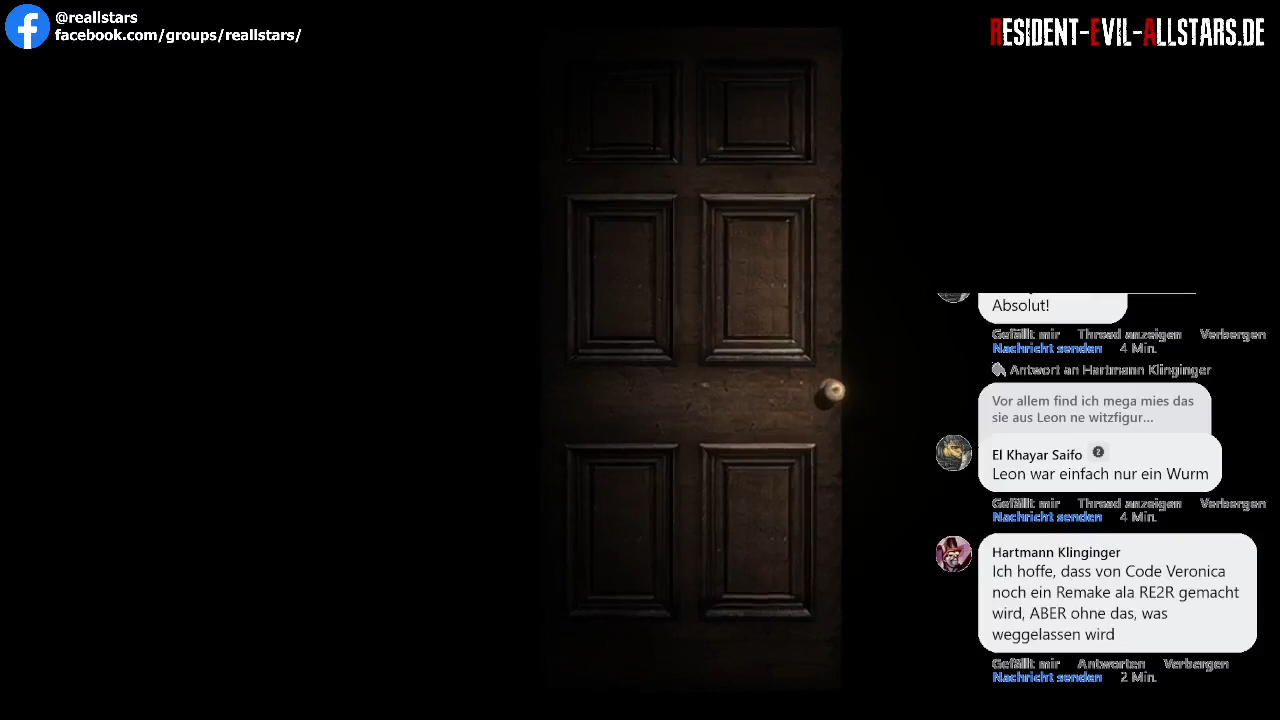 @reallstars
facebook.com/groups/reallstars/
RESIDENT-EVIL-ALLSTARS.DE
Absolut!
Gefällt mir Thread anzeigen Verbergen
Nachricht senden 4 Min.
Antwort an Hartmann Klinginger
Vor allem find ich mega mies das
sie aus Leon ne witzfigur...
El Khayar Saifo 2
Leon war einfach nur ein Wurm
Gefällt mir Thread anzeigen Verbergen
Nachricht senden 4 Min.
Hartmann Klinginger
Ich hoffe, dass von Code Veronica
noch ein Remake ala RE2R gemacht
wird, ABER ohne das, was
weggelassen wird
Gefällt mir Antworten Verbergen
Nachricht senden 2 Min.